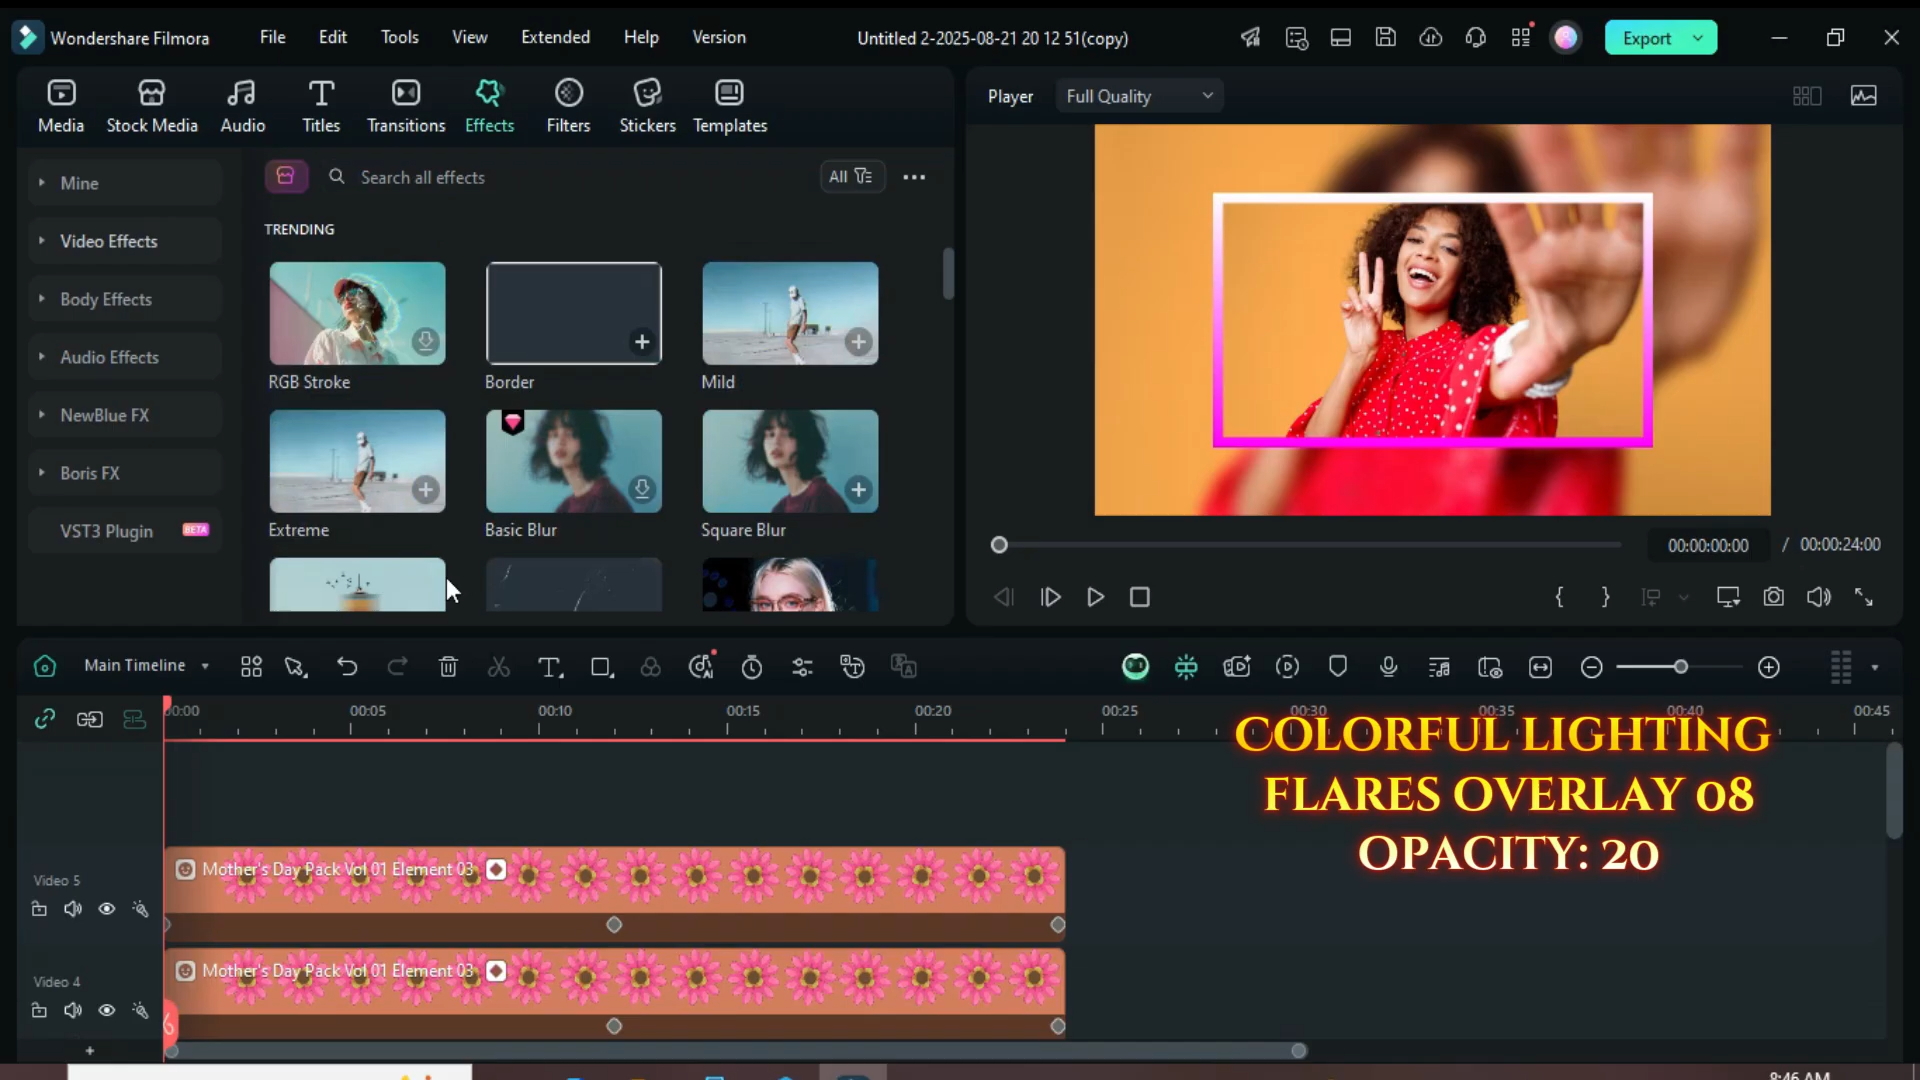 Wondershare Filmora
File
Edit
Tools
View
Extended
Help
Version
Untitled 2-2025-08-21 20 12 51(copy)
Export
Media
Stock Media
Audio
Titles
Transitions
Effects
Filters
Stickers
Templates
Player
Full Quality
Mine
Video Effects
Body Effects
Audio Effects
NewBlue FX
Boris FX
VST3 Plugin
BETA
Search all effects
All
TRENDING
RGB Stroke
Border
Mild
Extreme
Basic Blur
Square Blur
00:00:00:00
/
00:00:24:00
Main Timeline
00:00
00:05
00:10
00:15
00:20
00:25
00:30
00:35
00:40
00:45
COLORFUL LIGHTING
FLARES OVERLAY 08
OPACITY: 20
Video 5
Mother's Day Pack Vol 01 Element 03
Video 4
Mother's Day Pack Vol 01 Element 03
8:46 AM